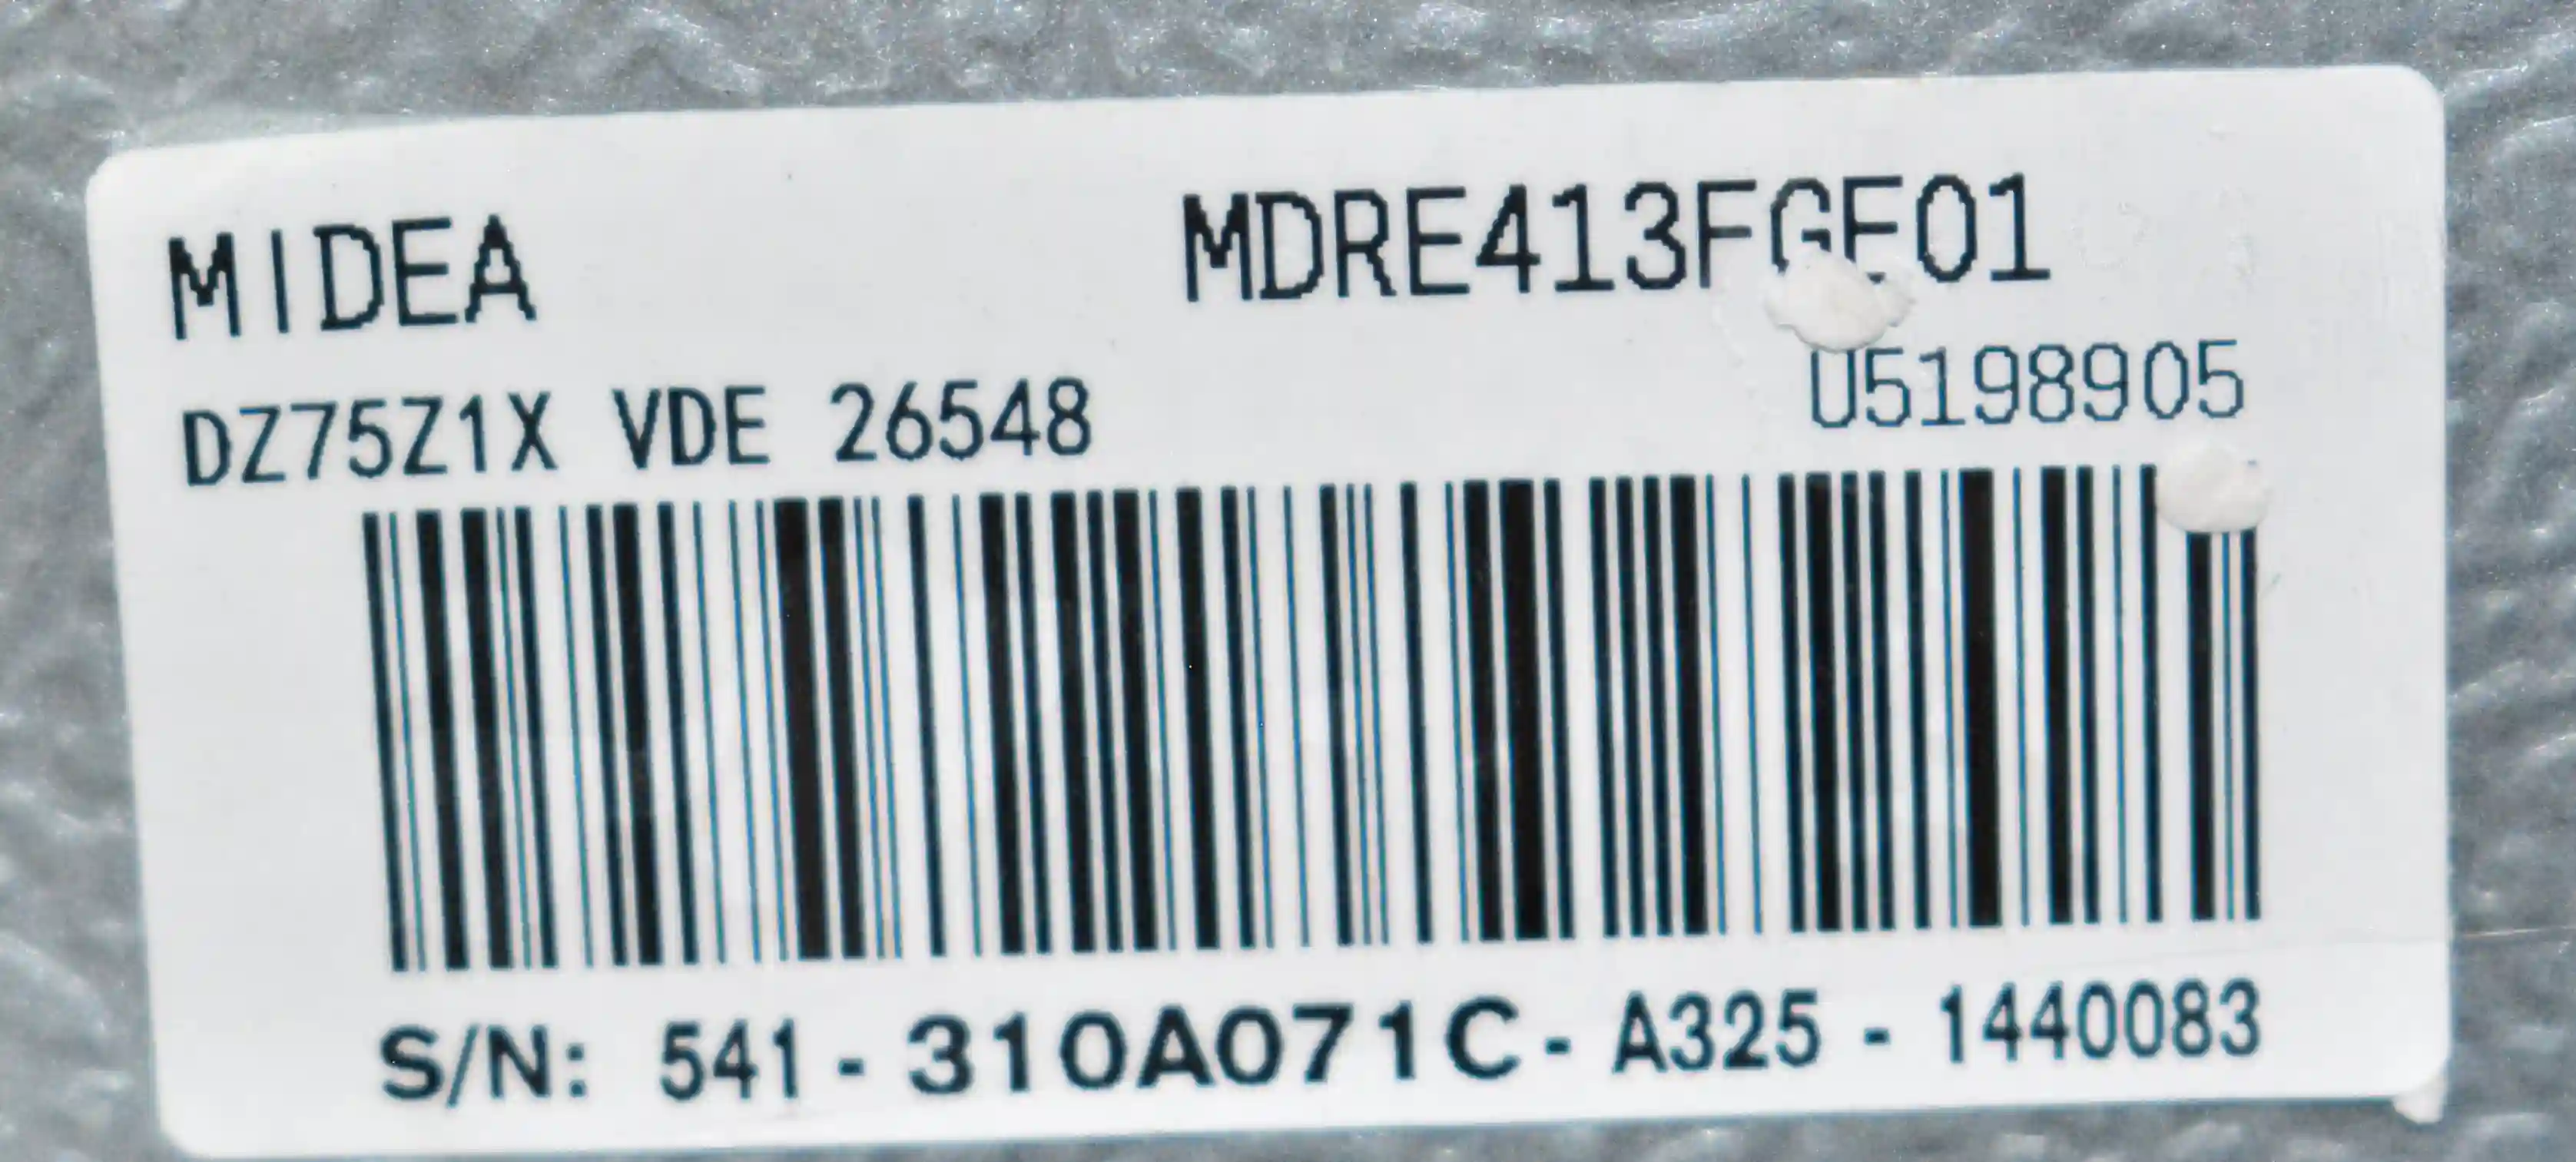 MIDEA MDRE413FGE01
DZ75Z1X VDE 26548 U5198905
S/N: 541 - 310A071C - A325 - 1440083